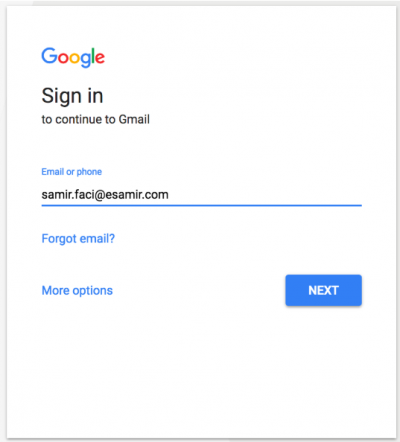 Google
Sign in
to continue to Gmail
Email or phone
samir.faci@esamir.com
Forgot email?
More options
NEXT